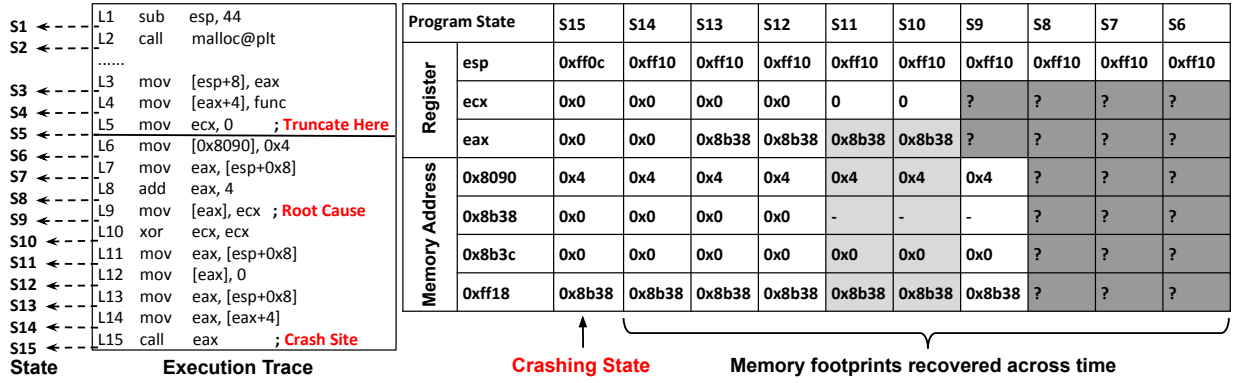 L1 sub esp, 44
S1
L2 call malloc@plt
S2
......
L3 mov [esp+8], eax
S3
L4 mov [eax+4], func
S4
L5 mov ecx, 0 ; Truncate Here
S5
L6 mov [0x8090], 0x4
S6
L7 mov eax, [esp+0x8]
S7
L8 add eax, 4
S8
L9 mov [eax], ecx ; Root Cause
S9
L10 xor ecx, ecx
S10
L11 mov eax, [esp+0x8]
S11
L12 mov [eax], 0
S12
L13 mov eax, [esp+0x8]
S13
L14 mov eax, [eax+4]
S14
L15 call eax ; Crash Site
S15
State Execution Trace
Program State S15 S14 S13 S12 S11 S10 S9 S8 S7 S6
Register
esp 0xff0c 0xff10 0xff10 0xff10 0xff10 0xff10 0xff10 0xff10 0xff10 0xff10
ecx 0x0 0x0 0x0 0x0 0 0 ? ? ? ?
eax 0x0 0x0 0x8b38 0x8b38 0x8b38 0x8b38 ? ? ? ?
Memory Address
0x8090 0x4 0x4 0x4 0x4 0x4 0x4 0x4 ? ? ?
0x8b38 0x0 0x0 0x0 0x0 - - - ? ? ?
0x8b3c 0x0 0x0 0x0 0x0 0x0 0x0 0x0 ? ? ?
0xff18 0x8b38 0x8b38 0x8b38 0x8b38 0x8b38 0x8b38 0x8b38 ? ? ?
Crashing State
Memory footprints recovered across time